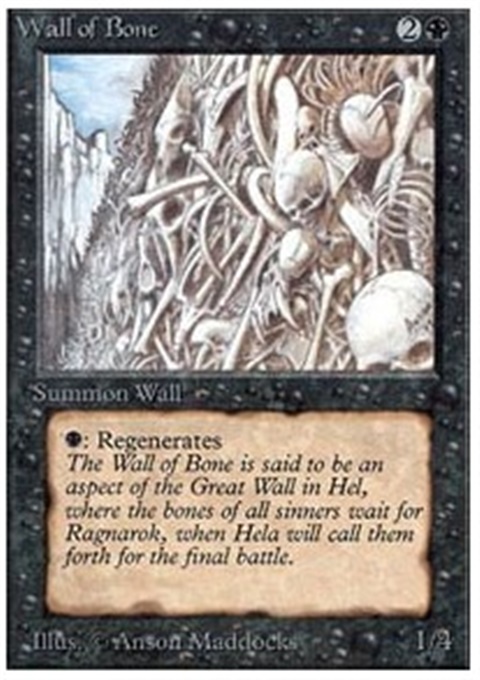 Wall of Bone 2
Summon Wall
: Regenerates
The Wall of Bone is said to be an
aspect of the Great Wall in Hel,
where the bones of all sinners wait for
Ragnarok, when Hela will call them
forth for the final battle.
Illus. © Anson Maddocks 1/4